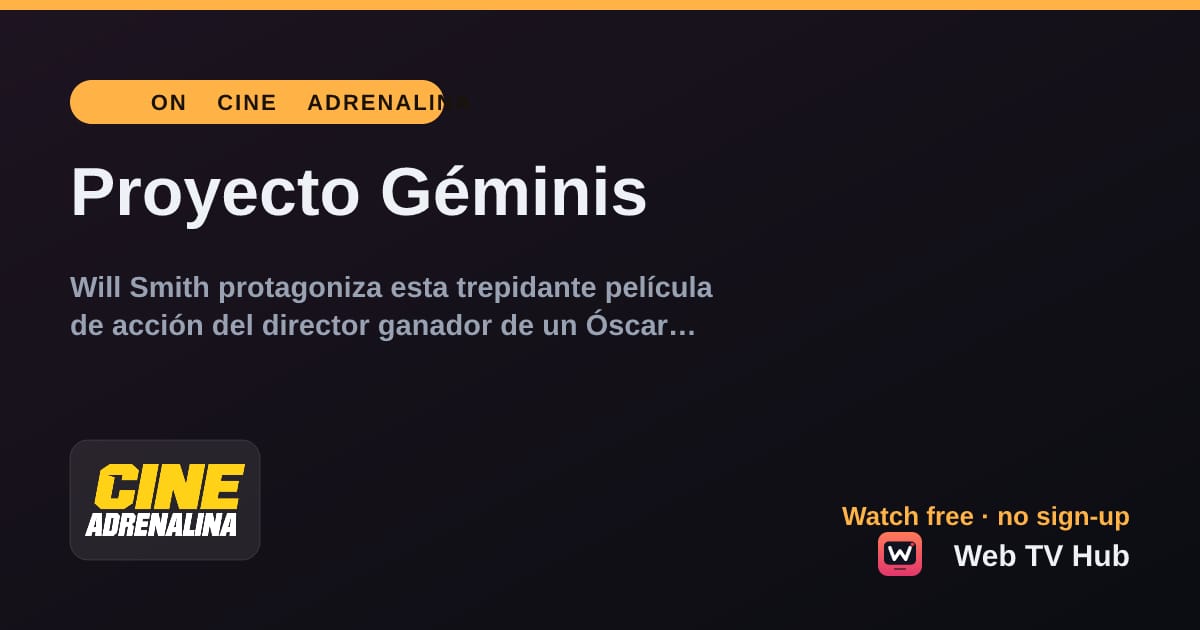 ON CINE ADRENALINA
Proyecto Géminis
Will Smith protagoniza esta trepidante película
de acción del director ganador de un Óscar…
CINE
ADRENALINA
Watch free · no sign-up
W
Web TV Hub